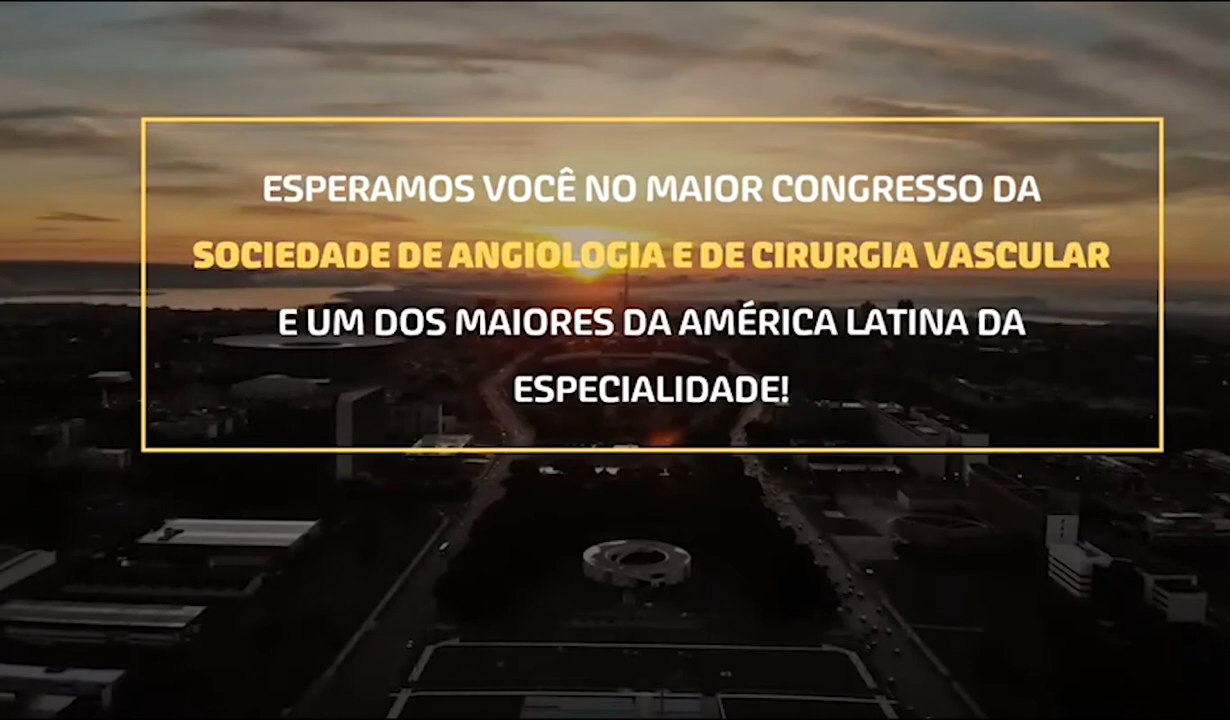 ESPERAMOS VOCÊ NO MAIOR CONGRESSO DA
SOCIEDADE DE ANGIOLOGIA E DE CIRURGIA VASCULAR
E UM DOS MAIORES DA AMÉRICA LATINA DA
ESPECIALIDADE!